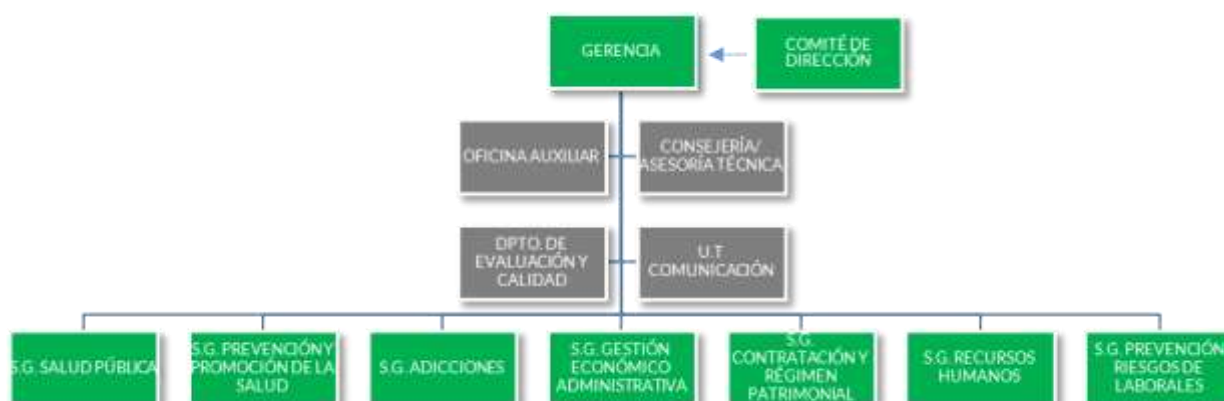 GERENCIA
COMITÉ DE
DIRECCIÓN
OFICINA AUXILIAR
CONSEJERÍA/
ASESORÍA TÉCNICA
DPTO. DE
EVALUACIÓN Y
CALIDAD
U.T
COMUNICACIÓN
S.G. SALUD PÚBLICA
S.G. PREVENCIÓN Y
PROMOCIÓN DE LA
SALUD
S.G. ADICCIONES
S.G. GESTIÓN
ECONÓMICO
ADMINISTRATIVA
S.G.
CONTRATACIÓN Y
RÉGIMEN
PATRIMONIAL
S.G. RECURSOS
HUMANOS
S.G. PREVENCIÓN
RIESGOS DE
LABORALES